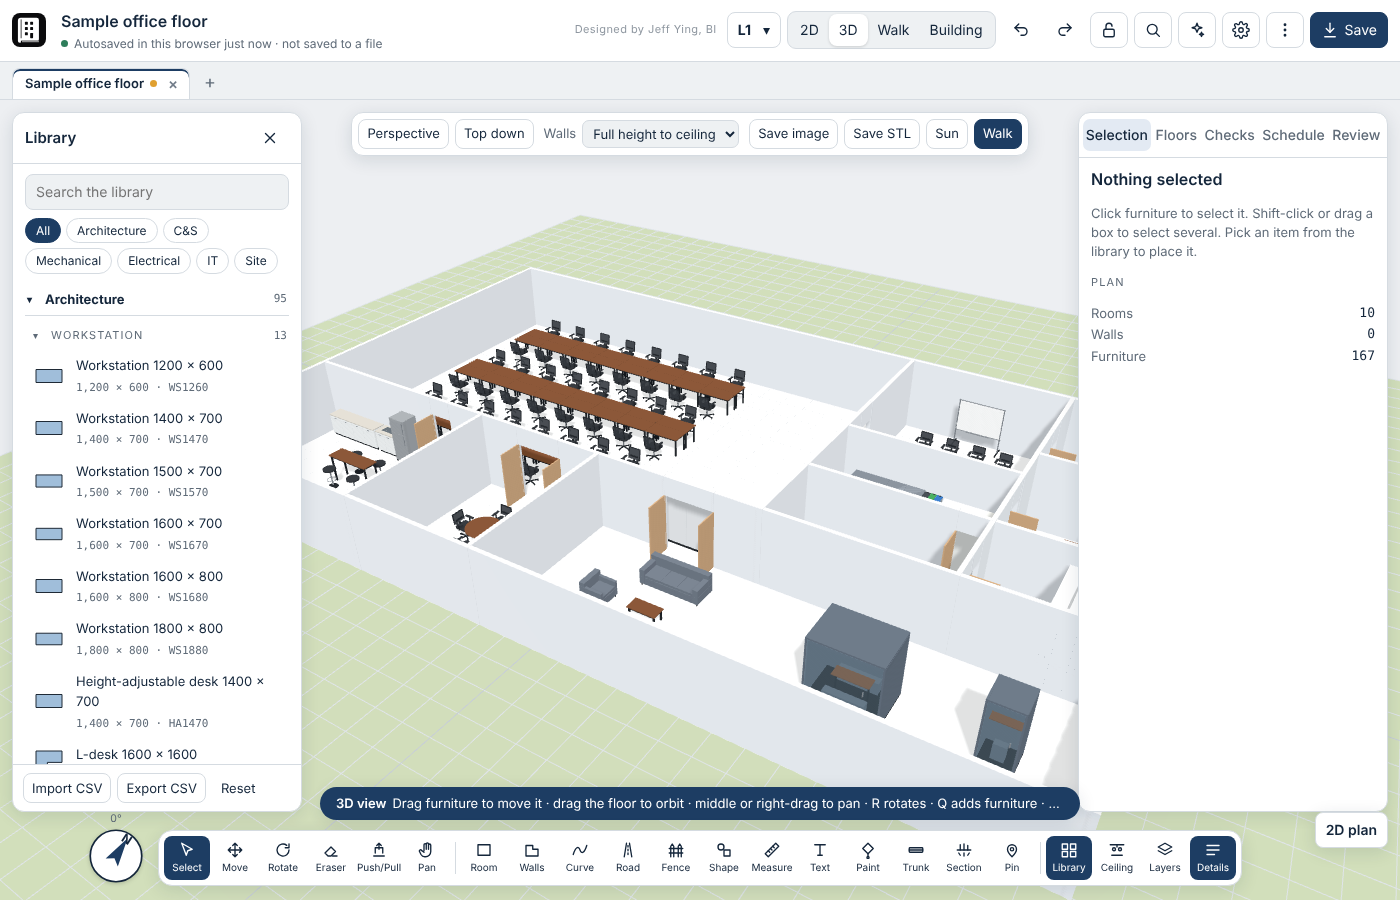 Sample office floor
Autosaved in this browser just now · not saved to a file
Designed by Jeff Ying, BI
L1 ▾
2D
3D
Walk
Building
Save
Sample office floor
×
+
Library
Search the library
All
Architecture
C&S
Mechanical
Electrical
IT
Site
Architecture
95
WORKSTATION
13
Workstation 1200 × 600
1,200 × 600 · WS1260
Workstation 1400 × 700
1,400 × 700 · WS1470
Workstation 1500 × 700
1,500 × 700 · WS1570
Workstation 1600 × 700
1,600 × 700 · WS1670
Workstation 1600 × 800
1,600 × 800 · WS1680
Workstation 1800 × 800
1,800 × 800 · WS1880
Height-adjustable desk 1400 ×
700
1,400 × 700 · HA1470
L-desk 1600 × 1600
Import CSV
Export CSV
Reset
Perspective
Top down
Walls
Full height to ceiling
Save image
Save STL
Sun
Walk
Selection
Floors
Checks
Schedule
Review
Nothing selected
Click furniture to select it. Shift-click or drag a
box to select several. Pick an item from the
library to place it.
PLAN
Rooms
10
Walls
0
Furniture
167
3D view Drag furniture to move it · drag the floor to orbit · middle or right-drag to pan · R rotates · Q adds furniture · ...
2D plan
0°
N
Select
Move
Rotate
Eraser
Push/Pull
Pan
Room
Walls
Curve
Road
Fence
Shape
Measure
Text
Paint
Trunk
Section
Pin
Library
Ceiling
Layers
Details